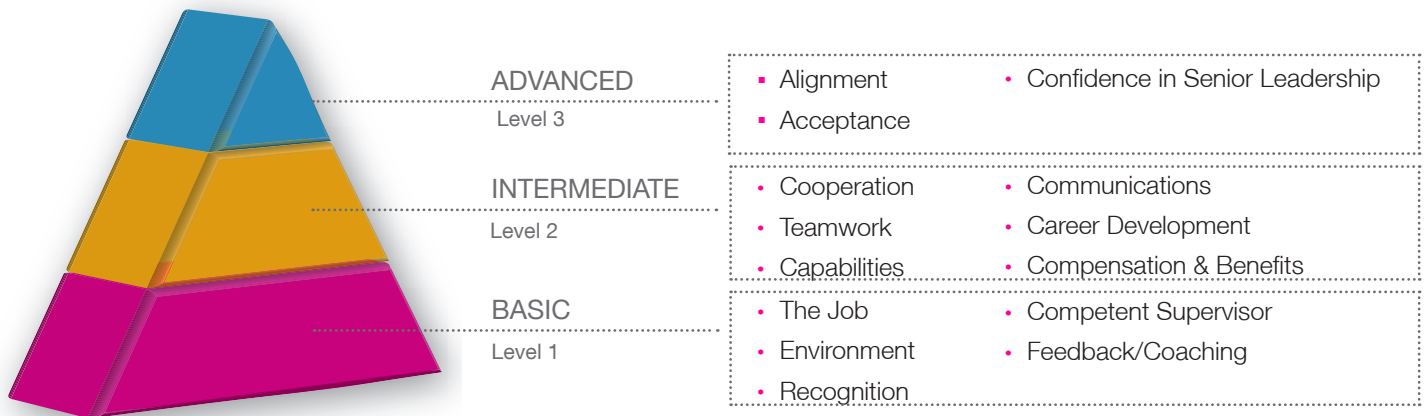 ADVANCED
Level 3
▪ Alignment
▪ Acceptance
• Confidence in Senior Leadership
INTERMEDIATE
Level 2
• Cooperation
• Teamwork
• Capabilities
• Communications
• Career Development
• Compensation & Benefits
BASIC
Level 1
• The Job
• Environment
• Recognition
• Competent Supervisor
• Feedback/Coaching